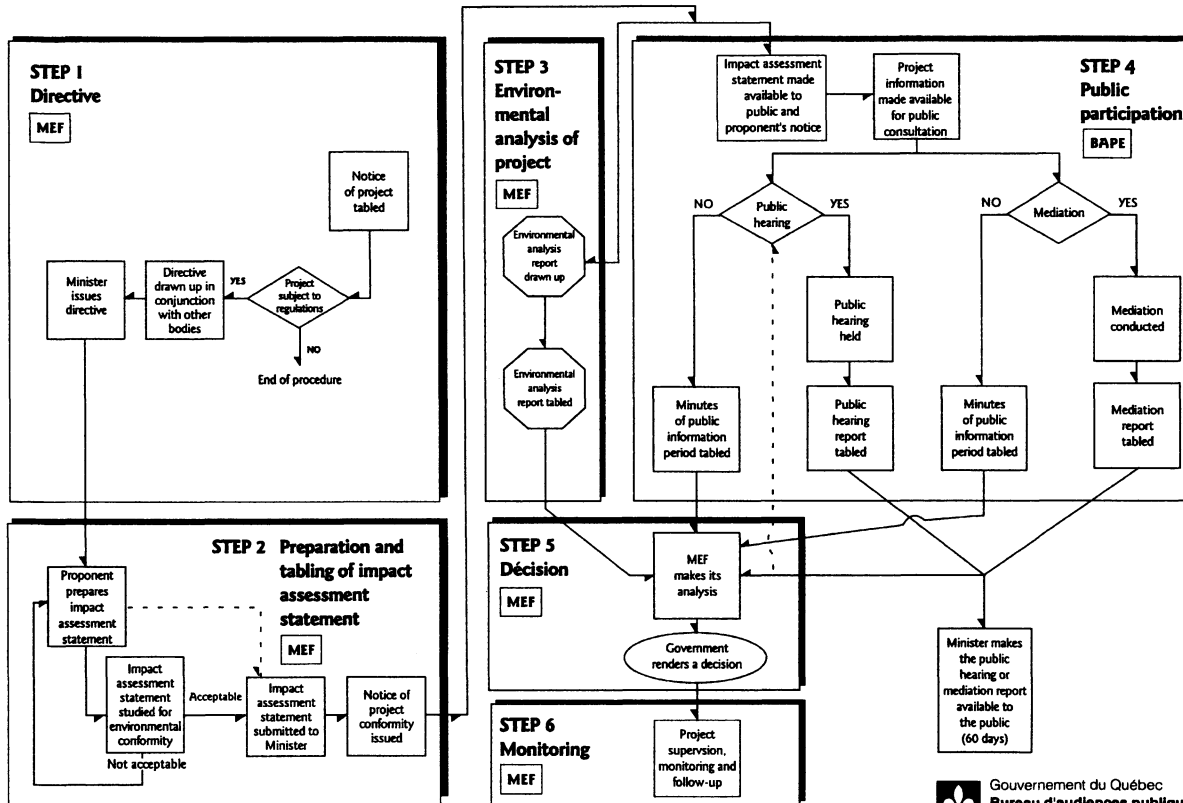 STEP 1
Directive
MEF
Notice
of project
tabled
Project
subject to
regulations
YES
NO
End of procedure
Directive
drawn up in
conjunction
with other
bodies
Minister
issues
directive
STEP 2 Preparation and
tabling of impact
assessment
statement
MEF
Proponent
prepares
impact
assessment
statement
Impact
assessment
statement
studied for
environmental
conformity
Acceptable
Not acceptable
Impact
assessment
statement
submitted to
Minister
Notice of
project
conformity
issued
STEP 3
Environ-
mental
analysis of
project
MEF
Environmental
analysis
report
drawn up
Environmental
analysis
report tabled
STEP 4
Public
participation
BAPE
Impact assessment
statement made
available to
public and
proponent's notice
Project
information
made available
for public
consultation
NO
Public
hearing
YES
NO
Mediation
YES
Public
hearing
held
Mediation
conducted
Minutes
of public
information
period tabled
Public
hearing
report
tabled
Minutes
of public
information
period tabled
Mediation
report
tabled
STEP 5
Décision
MEF
MEF
makes its
analysis
Government
renders a decision
Minister makes
the public
hearing or
mediation report
available to
the public
(60 days)
STEP 6
Monitoring
MEF
Project
supervsion,
monitoring and
follow-up
Gouvernement du Québec
Bureau d'audiences publiqu